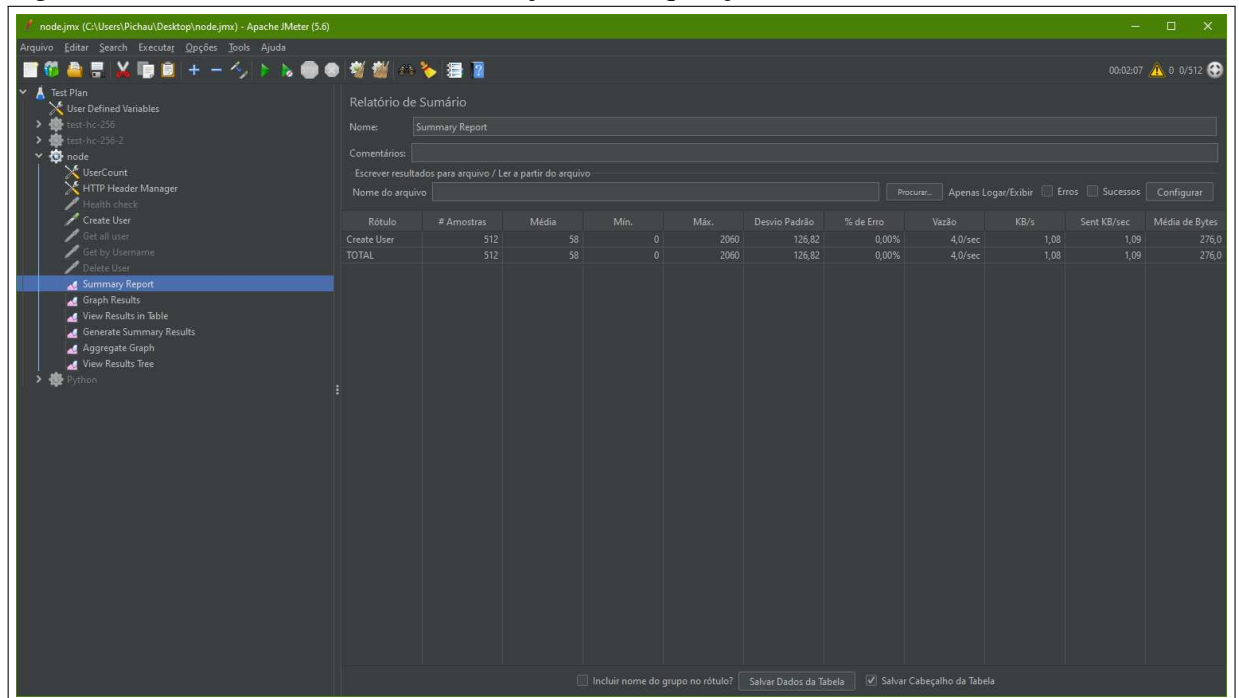 node.jmx (C:\Users\Pichau\Desktop\node.jmx) - Apache JMeter (5.6)
Arquivo Editar Search Executar Opções Tools Ajuda
00:02:07 0 0/512
Test Plan
User Defined Variables
test-hc-256
test-hc-256-2
node
UserCount
HTTP Header Manager
Health check
Create User
Get all user
Get by Username
Delete User
Summary Report
Graph Results
View Results in Table
Generate Summary Results
Aggregate Graph
View Results Tree
Python
Relatório de Sumário
Nome: Summary Report
Comentários:
Escrever resultados para arquivo / Ler a partir do arquivo
Nome do arquivo Procurar... Apenas Logar/Exibir Erros Sucessos Configurar
Rótulo # Amostras Média Mín. Máx. Desvio Padrão % de Erro Vazão KB/s Sent KB/sec Média de Bytes
Create User 512 58 0 2060 126,82 0,00% 4,0/sec 1,08 1,09 276,0
TOTAL 512 58 0 2060 126,82 0,00% 4,0/sec 1,08 1,09 276,0
Incluir nome do grupo no rótulo? Salvar Dados da Tabela Salvar Cabeçalho da Tabela